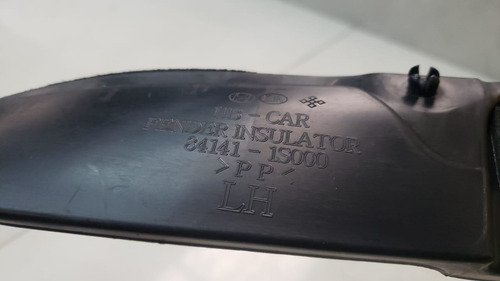 - CAR
FENDER INSULATOR
84141 - 1S000
>PP<
LH